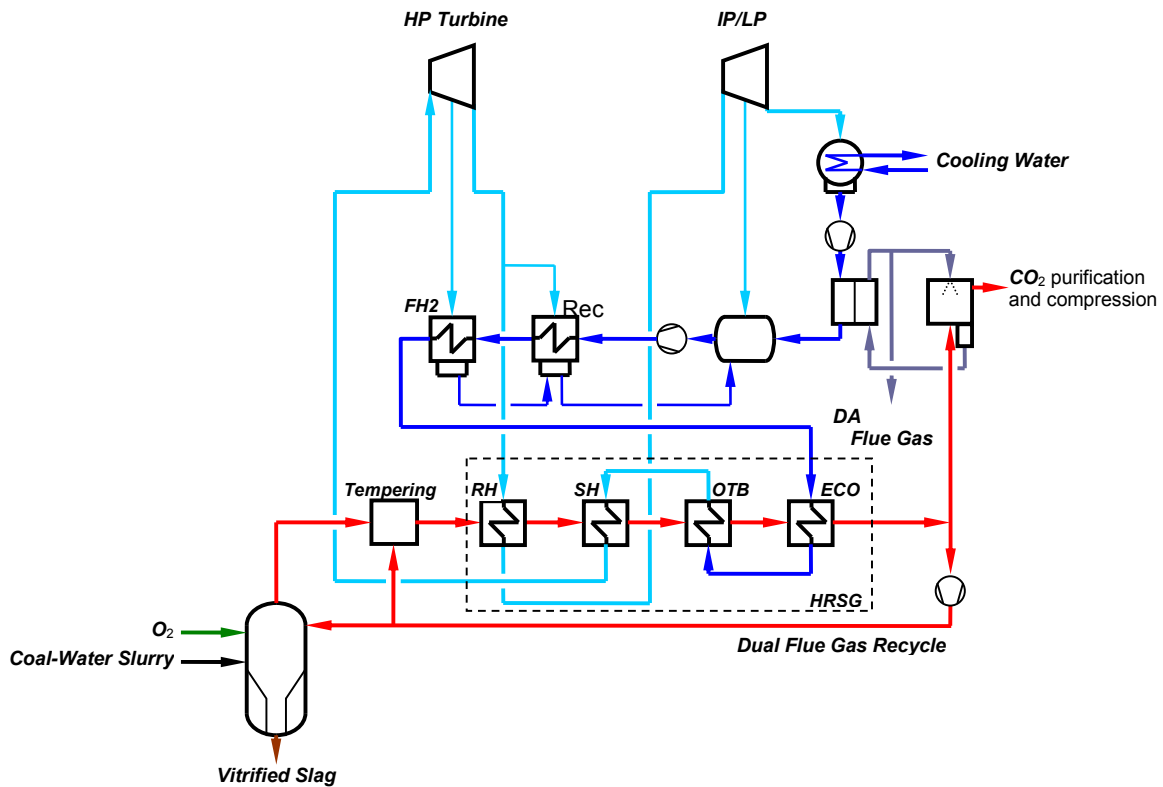 HP Turbine
IP/LP
Cooling Water
CO₂ purification
and compression
FH2
Rec
DA
Flue Gas
Tempering
RH
SH
OTB
ECO
HRSG
O₂
Dual Flue Gas Recycle
Coal-Water Slurry
Vitrified Slag